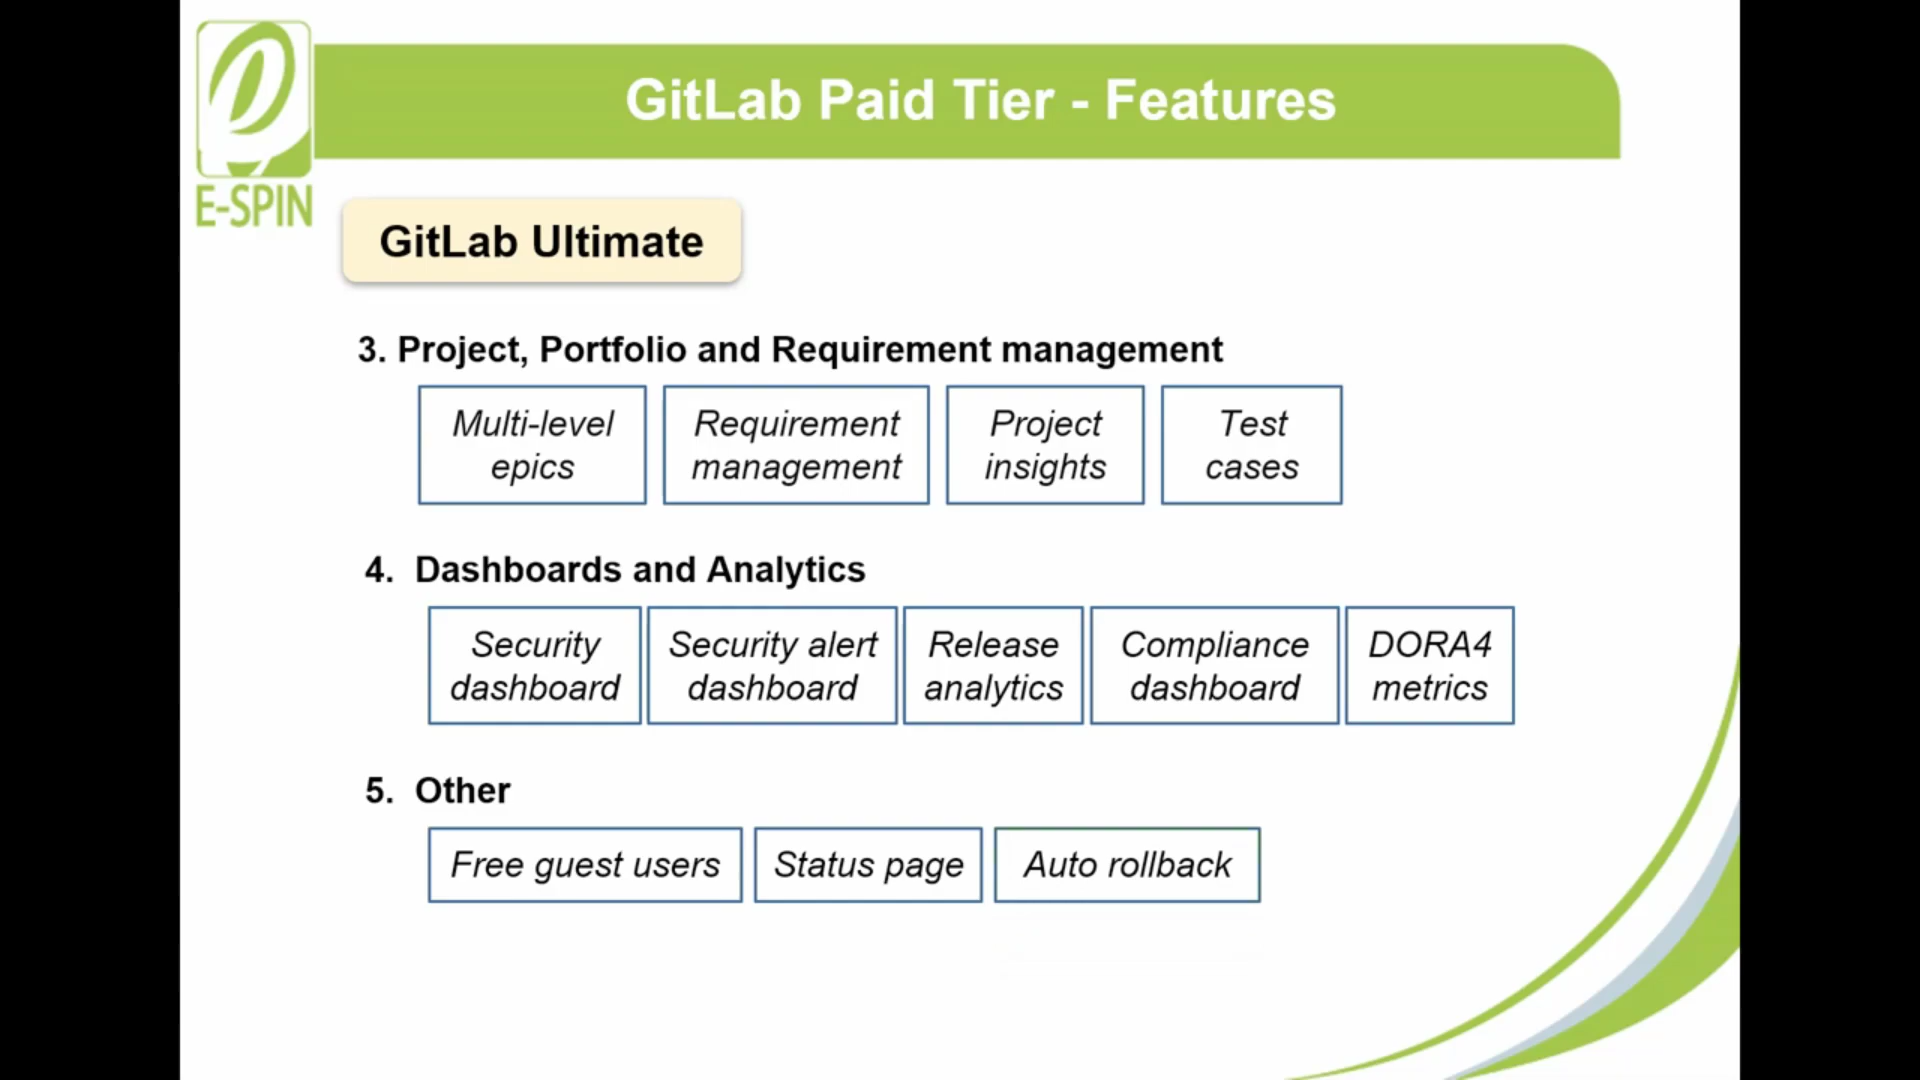 GitLab Paid Tier - Features
E-SPIN
GitLab Ultimate
3. Project, Portfolio and Requirement management
Multi-level
epics
Requirement
management
Project
insights
Test
cases
4. Dashboards and Analytics
Security
dashboard
Security alert
dashboard
Release
analytics
Compliance
dashboard
DORA4
metrics
5. Other
Free guest users
Status page
Auto rollback